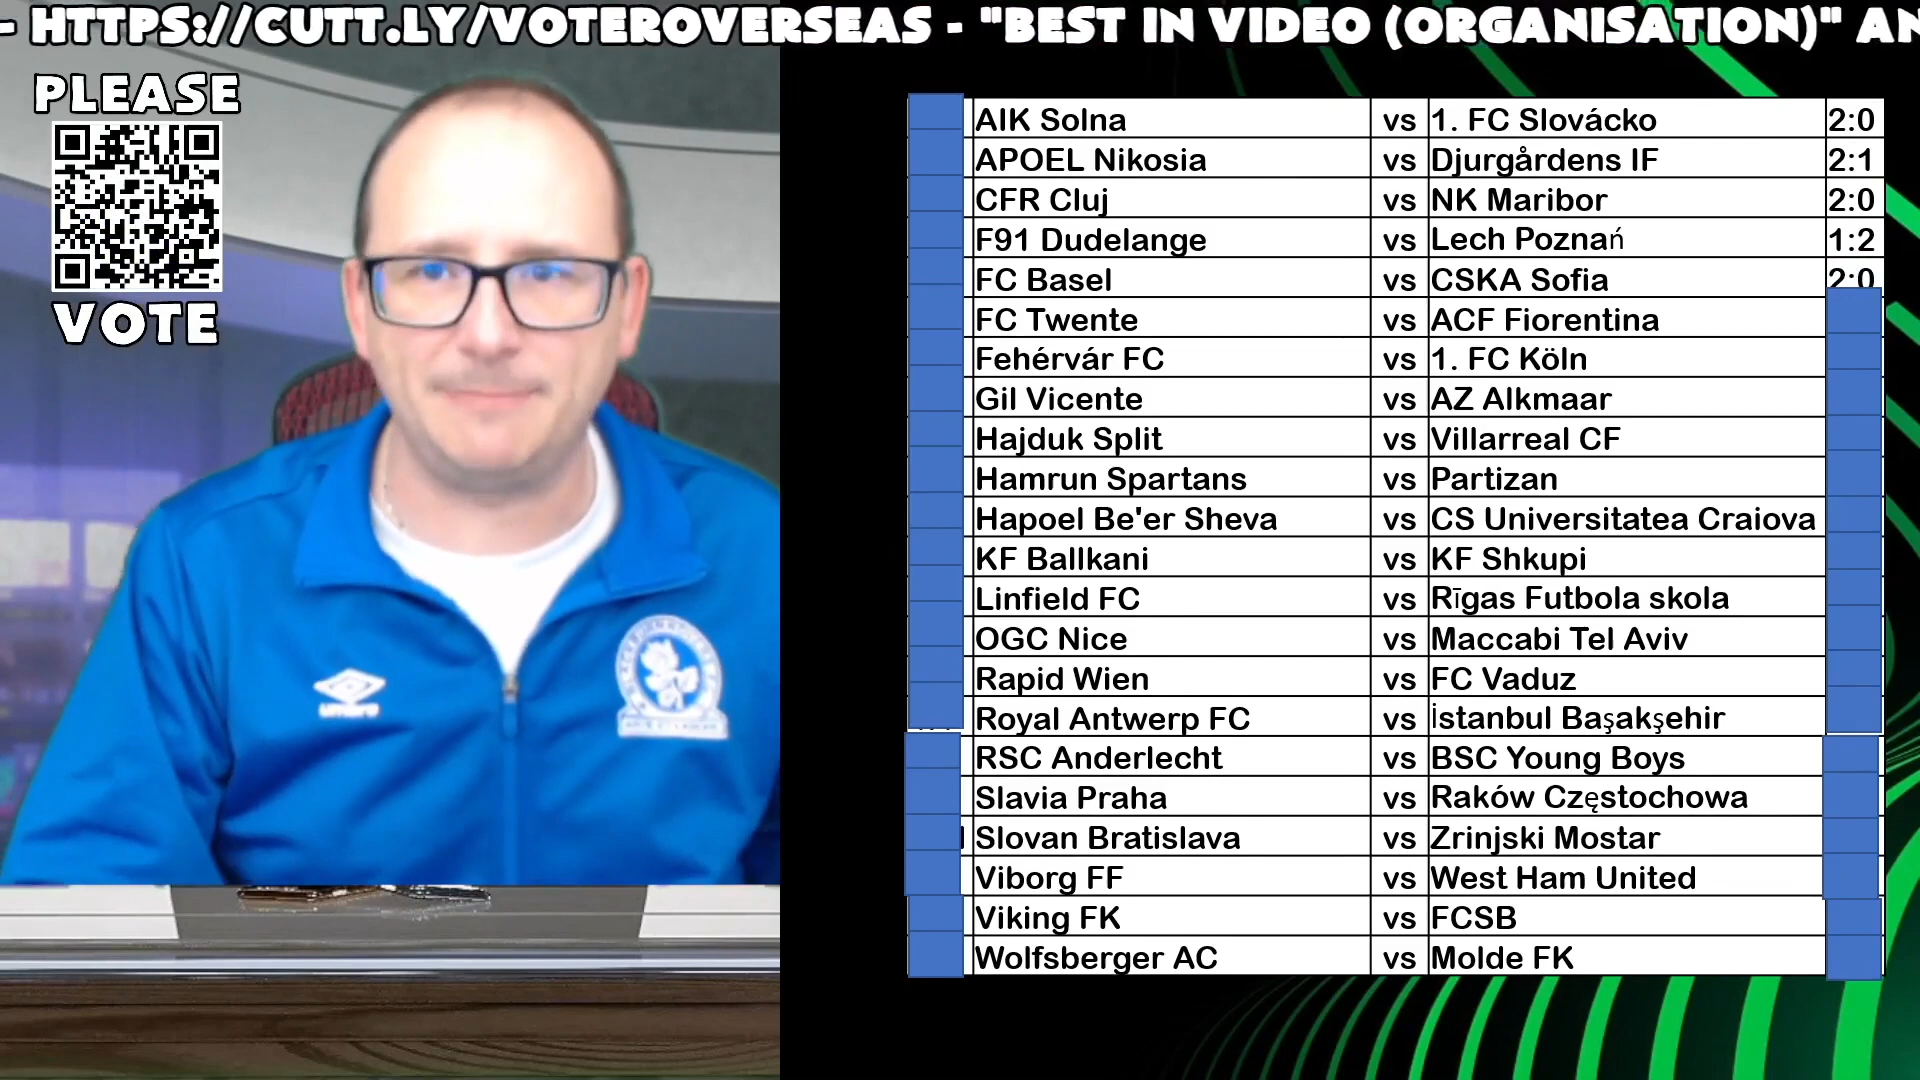 - HTTPS://CUTT.LY/VOTEROVERSEAS - "BEST IN VIDEO (ORGANISATION)" AN
PLEASE
VOTE
umbro
AIK Solna vs 1. FC Slovácko 2:0
APOEL Nikosia vs Djurgårdens IF 2:1
CFR Cluj vs NK Maribor 2:0
F91 Dudelange vs Lech Poznań 1:2
FC Basel vs CSKA Sofia 2:0
FC Twente vs ACF Fiorentina
Fehérvár FC vs 1. FC Köln
Gil Vicente vs AZ Alkmaar
Hajduk Split vs Villarreal CF
Hamrun Spartans vs Partizan
Hapoel Be'er Sheva vs CS Universitatea Craiova
KF Ballkani vs KF Shkupi
Linfield FC vs Rīgas Futbola skola
OGC Nice vs Maccabi Tel Aviv
Rapid Wien vs FC Vaduz
Royal Antwerp FC vs İstanbul Başakşehir
RSC Anderlecht vs BSC Young Boys
Slavia Praha vs Raków Częstochowa
Slovan Bratislava vs Zrinjski Mostar
Viborg FF vs West Ham United
Viking FK vs FCSB
Wolfsberger AC vs Molde FK